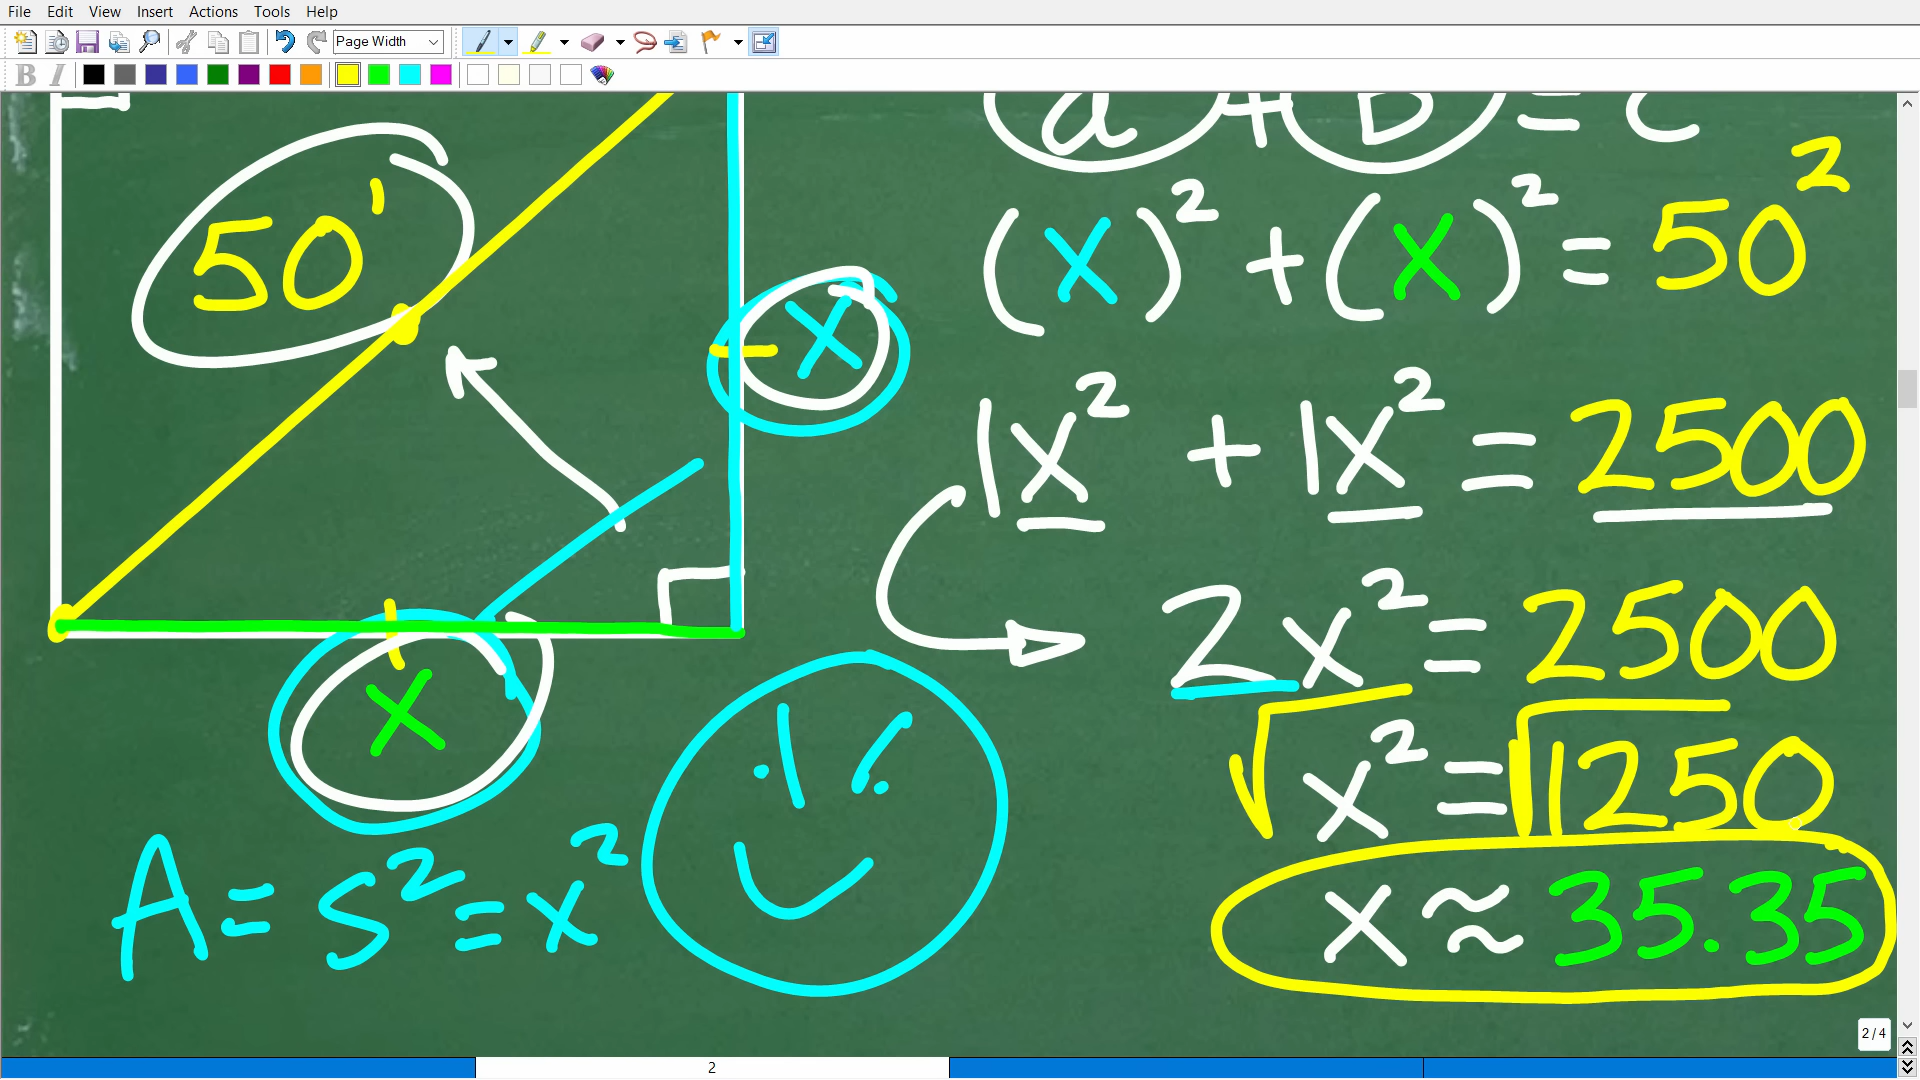 File Edit View Insert Actions Tools Help
Page Width
B I
a + B = C
50'
(x)² + (x)² = 50²
x
1x² + 1x² = 2500
2x² = 2500
x
√x² = √1250
A = S² = x²
x ≈ 35.35
2 / 4
2